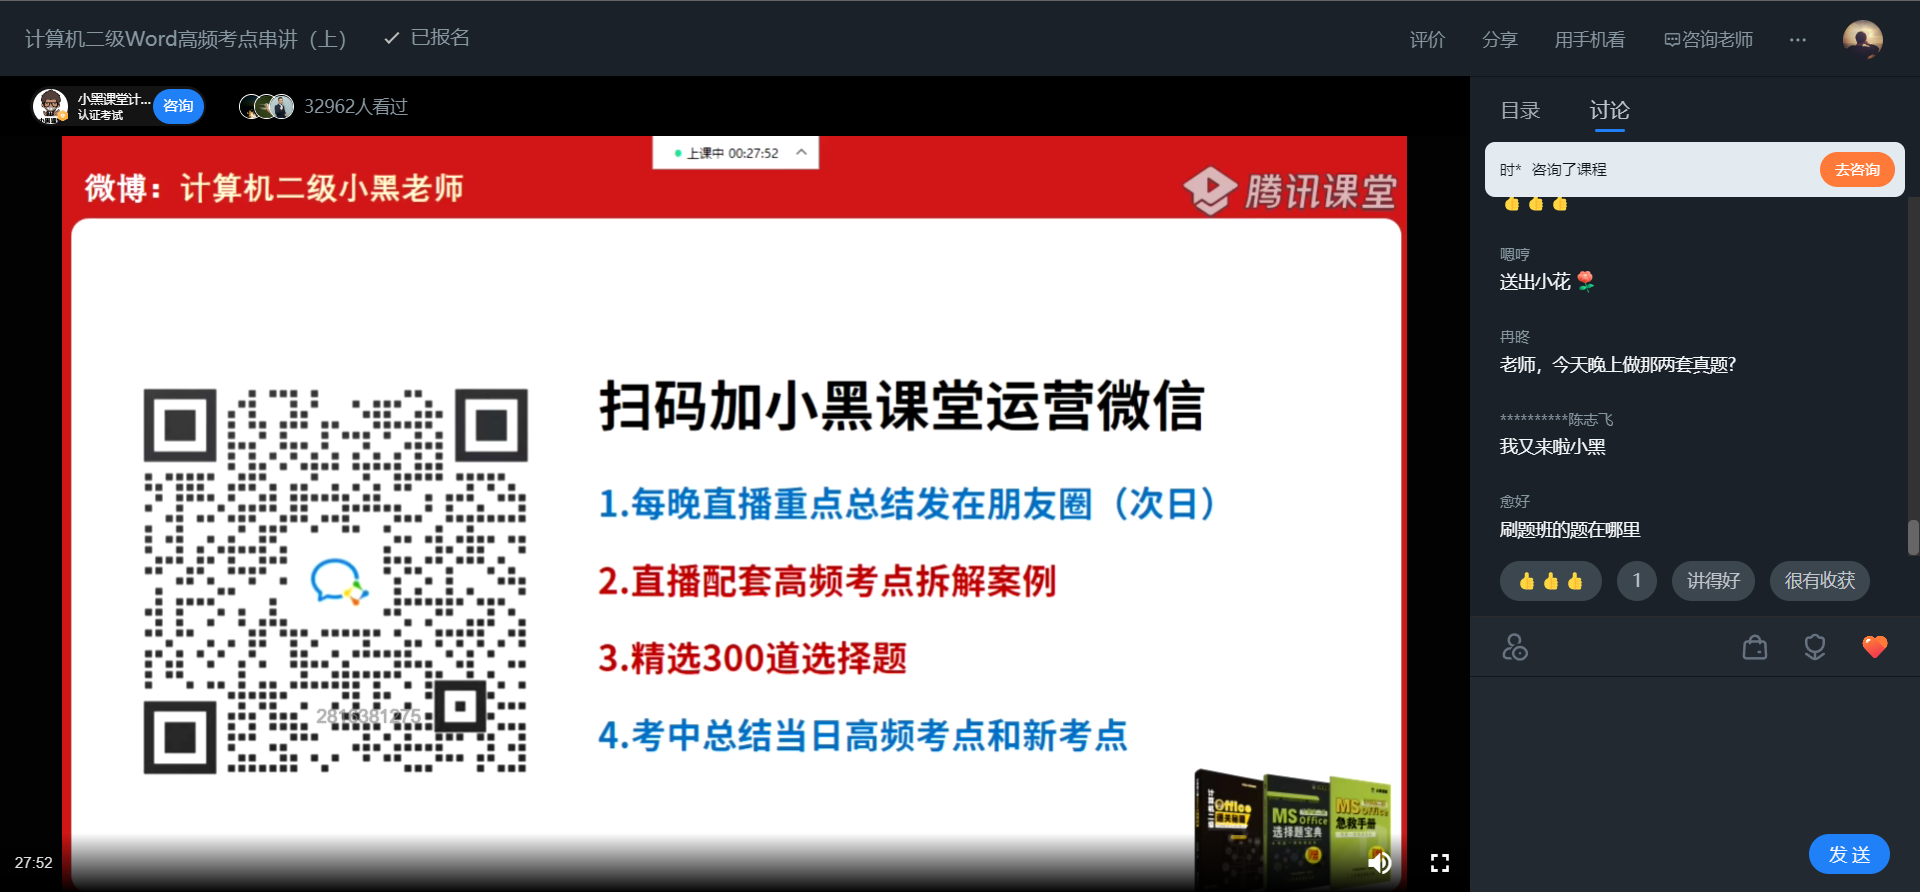 计算机二级Word高频考点串讲（上）
已报名
评价
分享
用手机看
咨询老师
小黑课堂计...
认证考试
咨询
32962人看过
目录
讨论
上课中 00:27:52
微博：计算机二级小黑老师
腾讯课堂
时* 咨询了课程
去咨询
嗯哼
送出小花
冉咚
老师，今天晚上做那两套真题?
**********陈志飞
我又来啦小黑
愈好
刷题班的题在哪里
1
讲得好
很有收获
扫码加小黑课堂运营微信
1.每晚直播重点总结发在朋友圈（次日）
2.直播配套高频考点拆解案例
3.精选300道选择题
4.考中总结当日高频考点和新考点
2816381275
计算机二级
Office
通关秘籍
MS Office
选择题宝典
MS Office
急救手册
27:52
发送